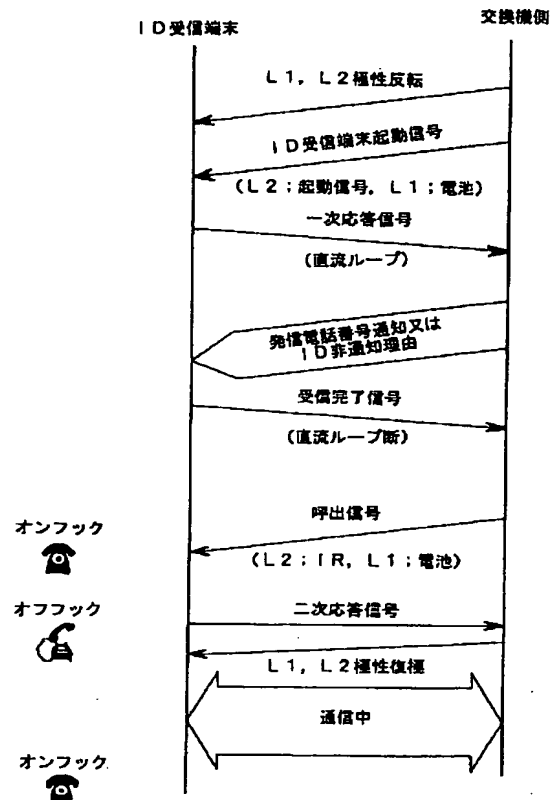 ＩＤ受信端末
交換機側
Ｌ１，Ｌ２極性反転
ＩＤ受信端末起動信号
（Ｌ２；起動信号，Ｌ１；電池）
一次応答信号
（直流ループ）
発信電話番号通知又は
ＩＤ非通知理由
受信完了信号
（直流ループ断）
オンフック
呼出信号
（Ｌ２；ＩＲ，Ｌ１；電池）
オフフック
二次応答信号
Ｌ１，Ｌ２極性復極
通信中
オンフック